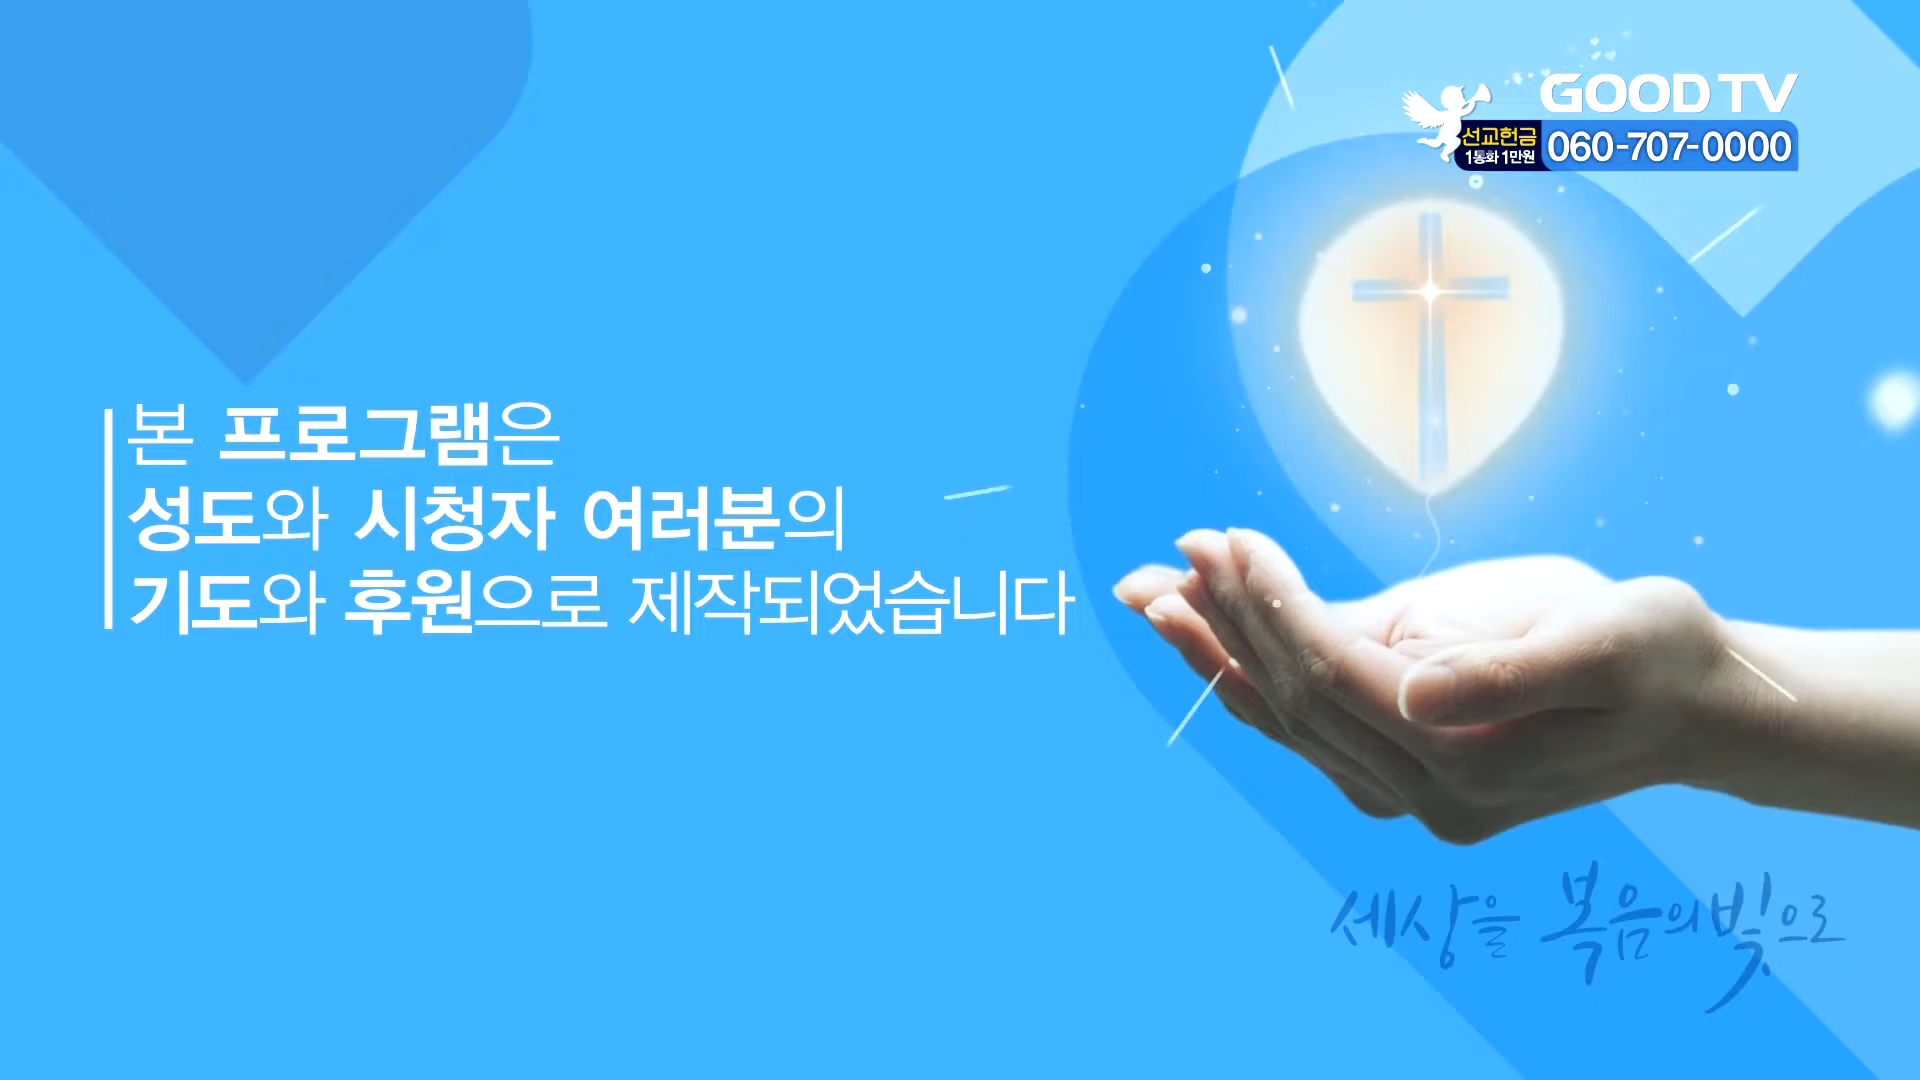 GOOD TV
선교헌금
1통화 1만원
060-707-0000
본 프로그램은
성도와 시청자 여러분의
기도와 후원으로 제작되었습니다
세상을 복음의 빛으로